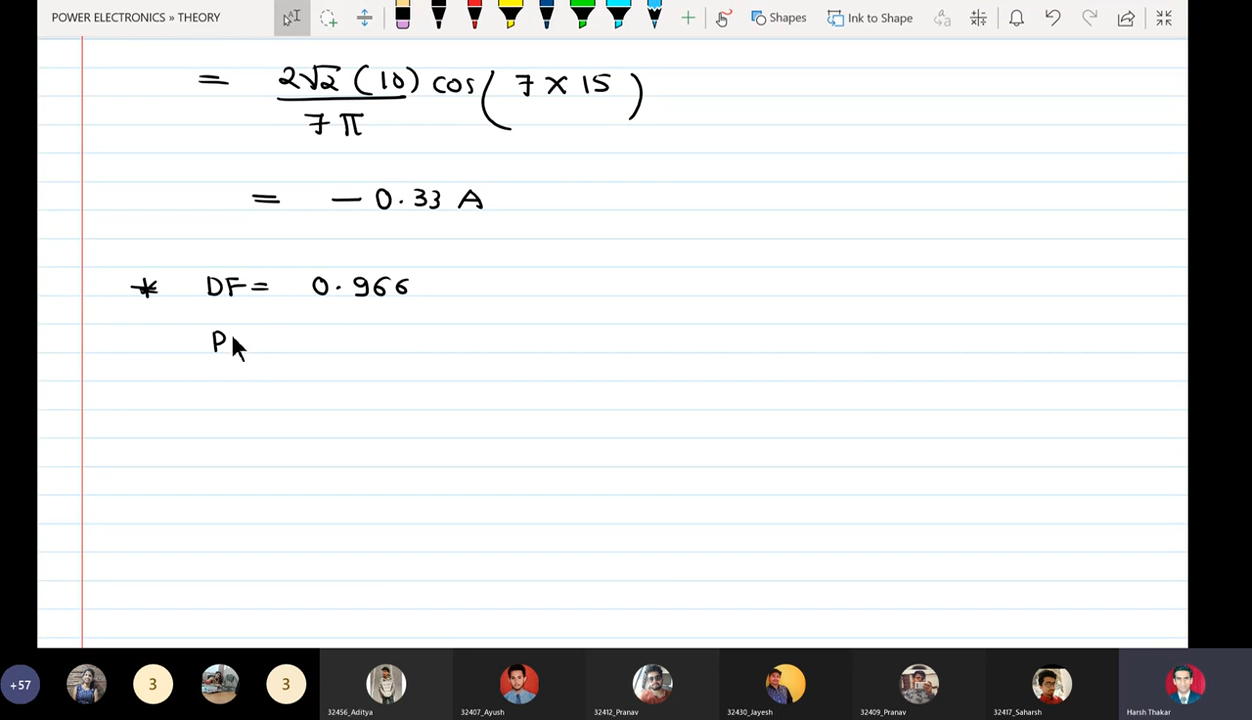 POWER ELECTRONICS » THEORY
Shapes
Ink to Shape
= 2√2 (10) cos( 7 × 15 )
7 π
= - 0.33 A
* DF = 0.966
P
+57
3
3
32456_Aditya
32407_Ayush
32412_Pranav
32430_Jayesh
32409_Pranav
32417_Saharsh
Harsh Thakar